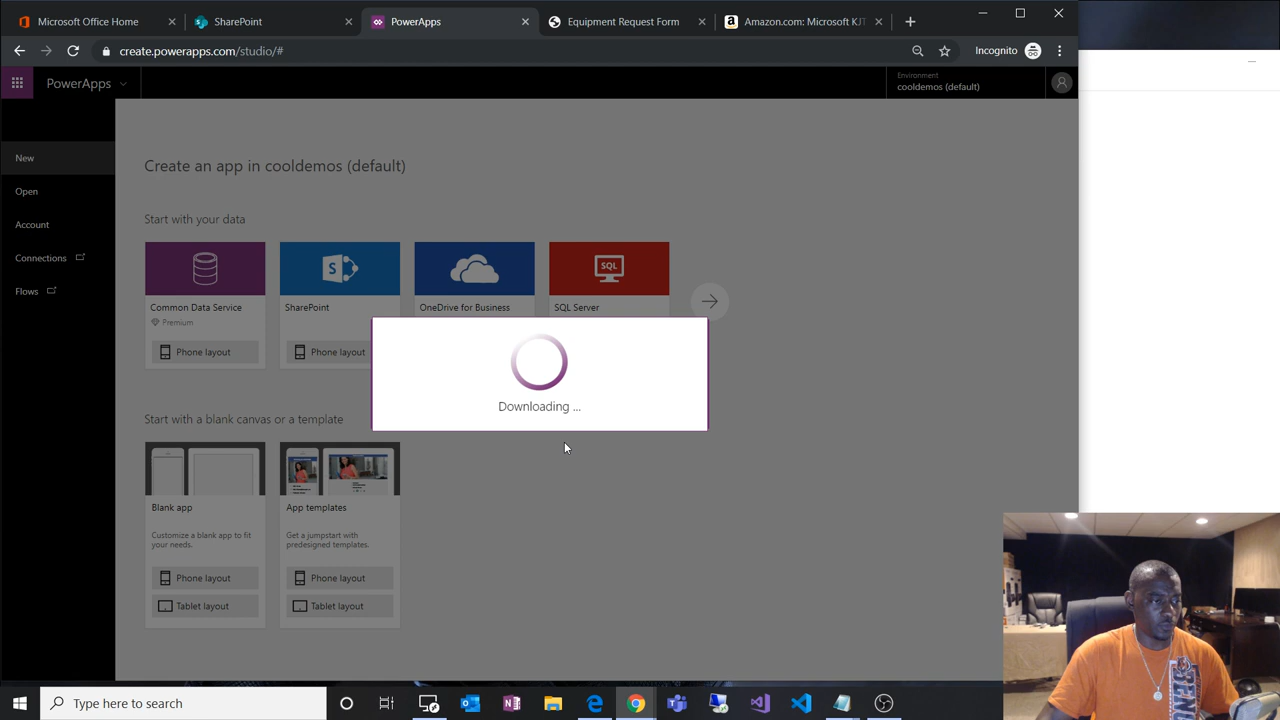 Microsoft Office Home
SharePoint
PowerApps
Equipment Request Form
Amazon.com: Microsoft KJT
create.powerapps.com/studio/#
Incognito
PowerApps
Environment
cooldemos (default)
New
Open
Account
Connections
Flows
Create an app in cooldemos (default)
Start with your data
S
SQL
Common Data Service
SharePoint
OneDrive for Business
SQL Server
Premium
Phone layout
Phone layout
Downloading ...
Start with a blank canvas or a template
Blank app
App templates
Customize a blank app to fit
your needs.
Get a jumpstart with
predesigned templates.
Phone layout
Phone layout
Tablet layout
Tablet layout
Type here to search